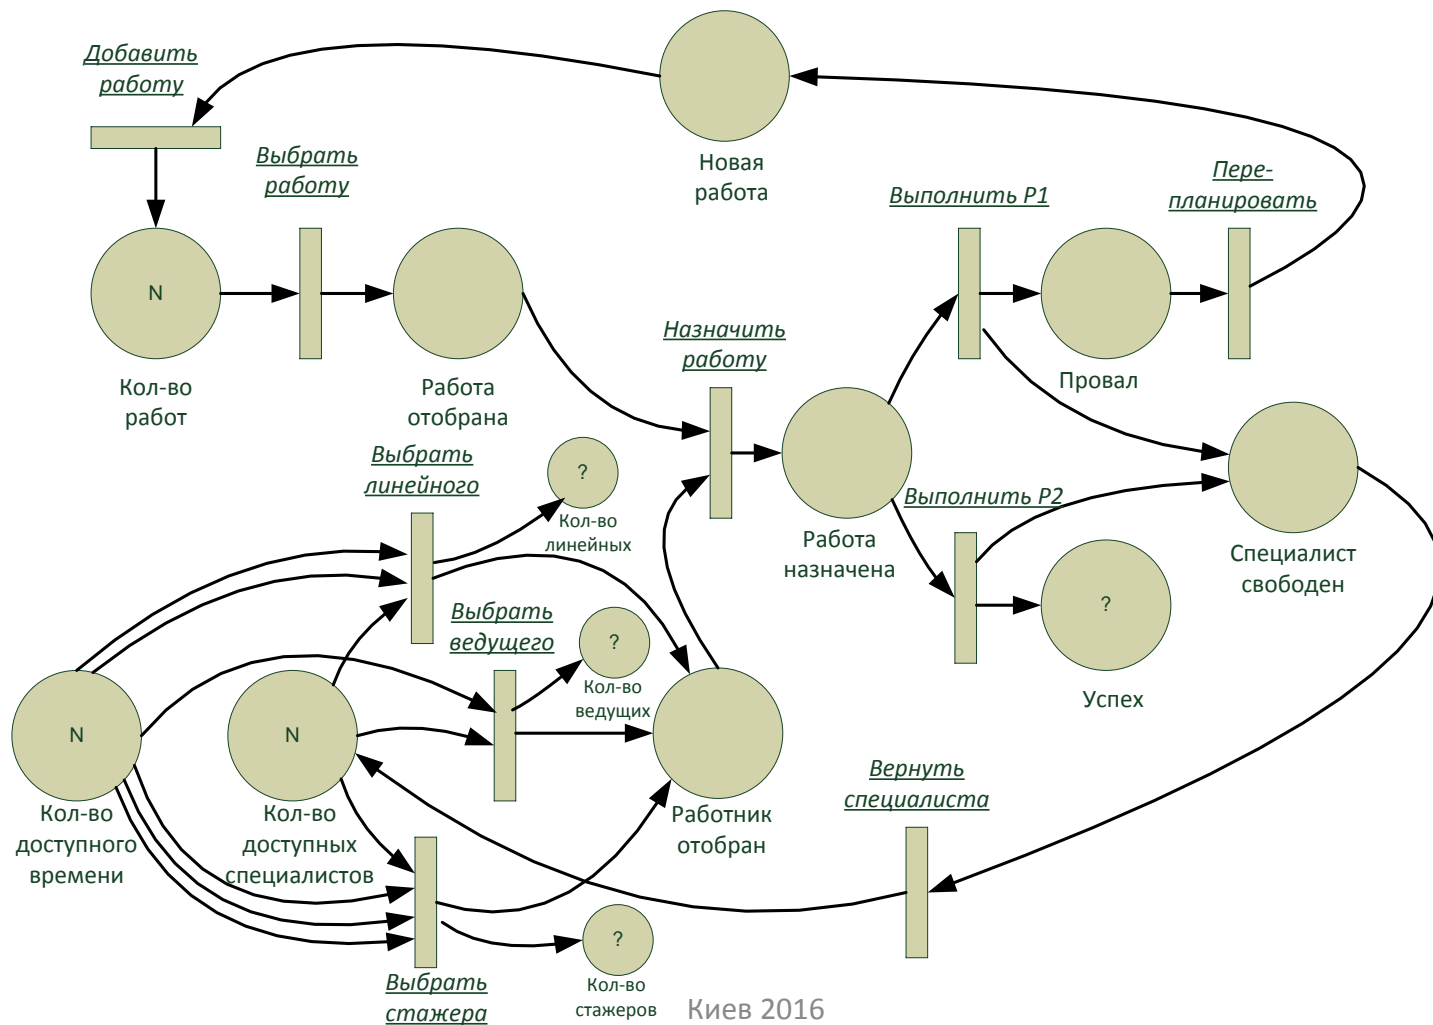 Добавить
работу
Выбрать
работу
Новая
работа
Выполнить P1
Пере-
планировать
N
Кол-во
работ
Работа
отобрана
Назначить
работу
Провал
Выбрать
линейного
?
Кол-во
линейных
Выполнить P2
Работа
назначена
Специалист
свободен
Выбрать
ведущего
?
Кол-во
ведущих
?
Успех
N
Кол-во
доступного
времени
N
Кол-во
доступных
специалистов
Работник
отобран
Вернуть
специалиста
Выбрать
стажера
?
Кол-во
стажеров
Киев 2016